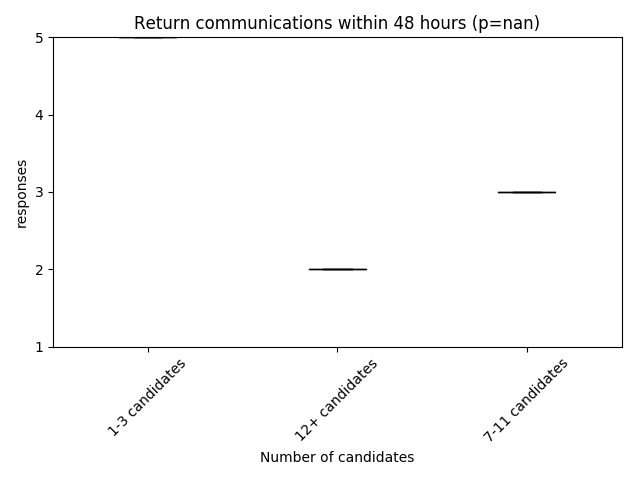 Return communications within 48 hours (p=nan)
5
4
3
2
1
responses
1-3 candidates
12+ candidates
7-11 candidates
Number of candidates